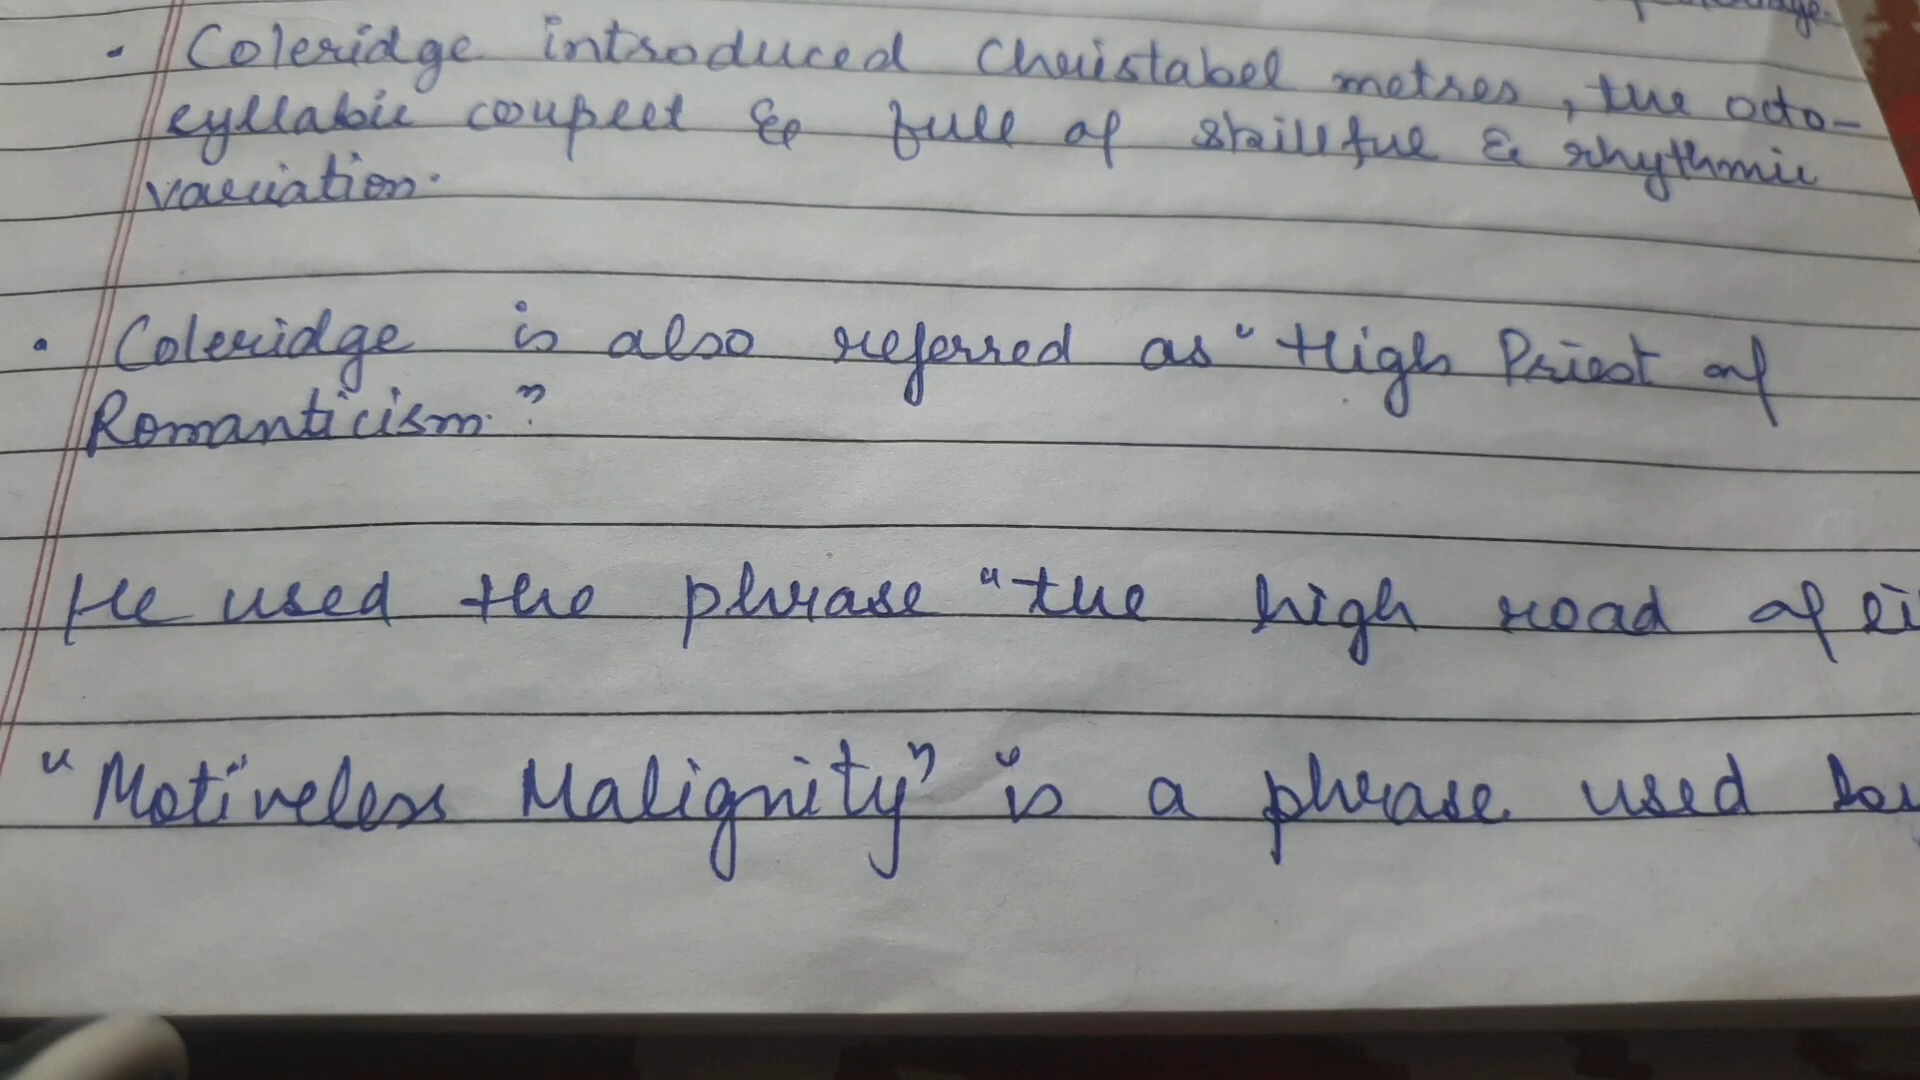 · Coleridge introduced Christabel metres, the octo-
syllabic couplet & full of skillful & rhythmic
variation.
· Coleridge is also referred as "High Priest of
Romanticism."
He used the phrase "the high road of
"Motiveless Malignity" is a phrase used